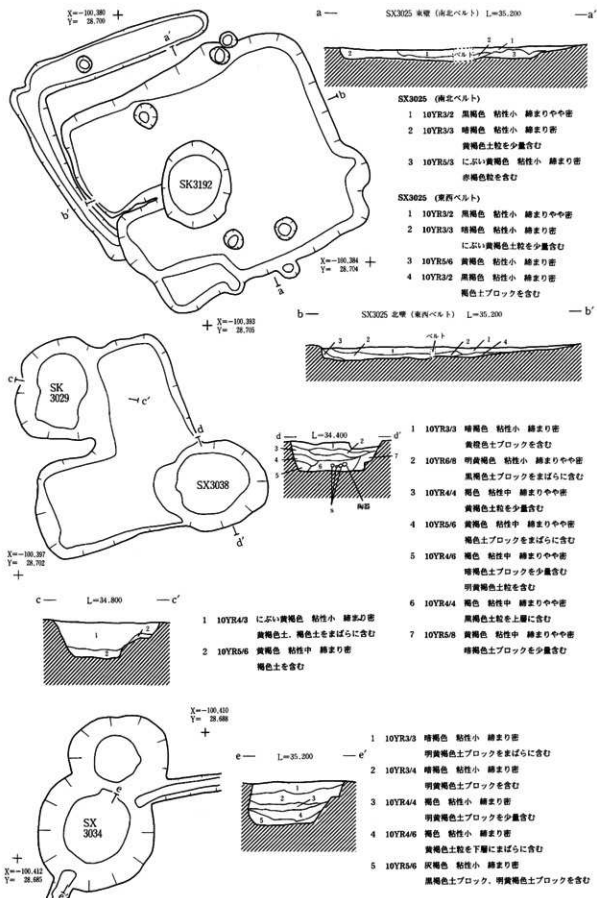 X=-100.380
Y= 28.700
a
SX3025 東壁 (南北ベルト) L=35.200
a'
2
2
1
1
ベルト
SX3025 (南北ベルト)
1 10YR3/2 黒褐色 粘性小 締まりやや密
2 10YR3/3 暗褐色 粘性小 締まり密
黄褐色土粒を少量含む
3 10YR5/3 にぶい黄褐色 粘性小 締まり密
赤褐色粒を含む
SX3025 (東西ベルト)
1 10YR3/2 黒褐色 粘性小 締まりやや密
2 10YR3/3 暗褐色 粘性小 締まり密
にぶい黄褐色土粒を少量含む
3 10YR5/6 黄褐色 粘性小 締まり密
4 10YR3/2 黒褐色 粘性小 締まり密
褐色土ブロックを含む
a'
b
SK3192
b'
a
X=-100.384
Y= 28.704
b
SX3025 北壁 (東西ベルト) L=35.200
b'
ベルト
3
2
1
2
1
4
X=-100.393
Y= 28.705
c
SK
3029
c'
d
SX3038
d'
X=-100.397
Y= 28.702
d
L=34.400
d'
1
2
3
4
5
6
7
s
陶器
1 10YR3/3 暗褐色 粘性小 締まり密
黄橙色土ブロックを含む
2 10YR6/8 明黄褐色 粘性小 締まりやや密
黒褐色土ブロックをまばらに含む
3 10YR4/4 褐色 粘性中 締まりやや密
黄褐色土粒を少量含む
4 10YR5/6 黄褐色 粘性中 締まりやや密
褐色土ブロックをまばらに含む
5 10YR4/6 褐色 粘性中 締まりやや密
暗褐色土ブロックを少量含む
明黄褐色土粒を含む
6 10YR4/4 褐色 粘性中 締まりやや密
黒褐色土粒を上層に含む
7 10YR5/8 黄褐色 粘性中 締まりやや密
暗褐色土ブロックを少量含む
c
L=34.800
c'
1
2
2
1 10YR4/3 にぶい黄褐色 粘性小 締まり密
黄褐色土、褐色土をまばらに含む
2 10YR5/6 黄褐色 粘性中 締まり密
褐色土を含む
X=-100.410
Y= 28.688
e
SX
3034
e'
X=-100.412
Y= 28.685
e
L=35.200
e'
1
2
3
4
5
1 10YR3/3 暗褐色 粘性小 締まり密
明黄褐色土ブロックをまばらに含む
2 10YR3/4 暗褐色 粘性小 締まり密
明黄褐色土ブロックを含む
3 10YR4/4 褐色 粘性小 締まり密
明黄褐色土ブロックを少量含む
4 10YR4/6 褐色 粘性小 締まり密
黄褐色土粒を下層にまばらに含む
5 10YR5/6 灰褐色 粘性小 締まり密
黒褐色土ブロック、明黄褐色土ブロックを含む